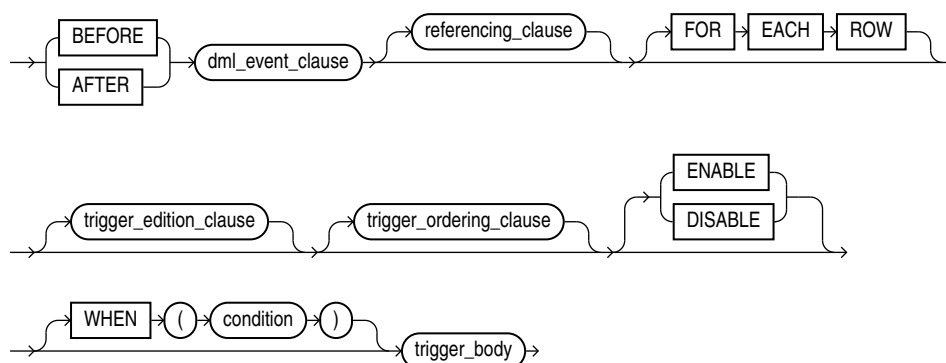 BEFORE
AFTER
dml_event_clause
referencing_clause
FOR EACH ROW
trigger_edition_clause
trigger_ordering_clause
ENABLE
DISABLE
WHEN ( condition )
trigger_body